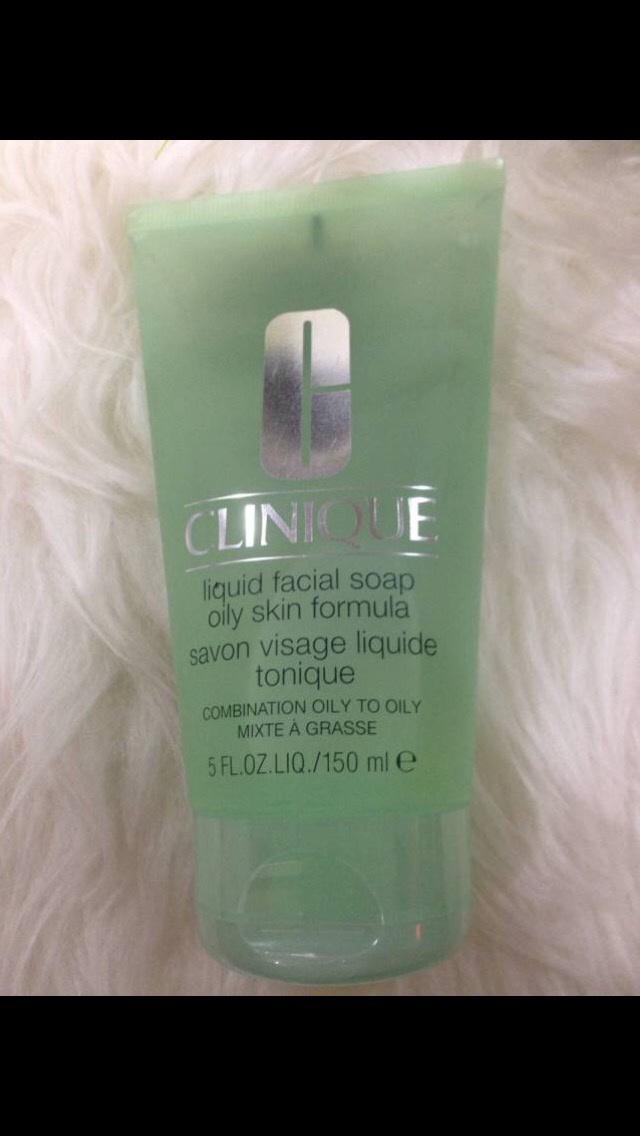 CLINIQUE
liquid facial soap
oily skin formula
savon visage liquide
tonique
COMBINATION OILY TO OILY
MIXTE À GRASSE
5 FL.OZ.LIQ./150 ml ℮